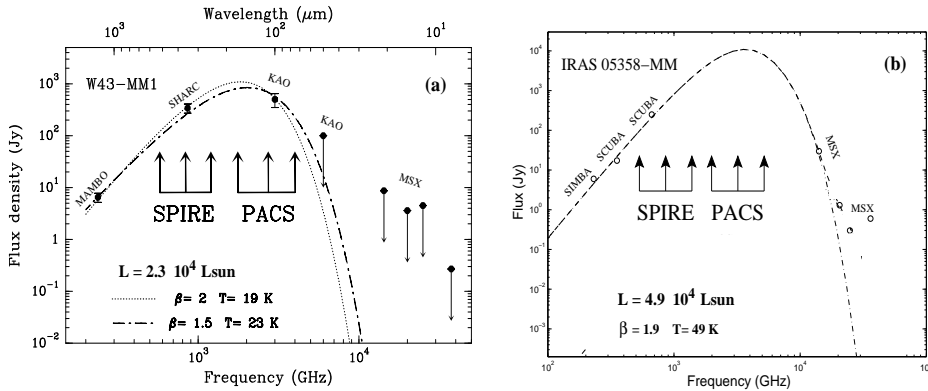 Wavelength (μm)
10³ 10² 10
W43−MM1
(a)
SHARC
KAO
KAO
MAMBO
MSX
SPIRE PACS
L = 2.3 10⁴ Lsun
β= 2 T= 19 K
β= 1.5 T= 23 K
Flux density (Jy)
10³
10²
10
1
0.1
10⁻²
10³ 10⁴
Frequency (GHz)
IRAS 05358−MM
(b)
SIMBA
SCUBA
SCUBA
MSX
MSX
SPIRE PACS
L = 4.9 10⁴ Lsun
β = 1.9 T= 49 K
Flux (Jy)
10⁴
10³
10²
10¹
10⁰
10⁻¹
10⁻²
10⁻³
10² 10³ 10⁴ 10
Frequency (GHz)